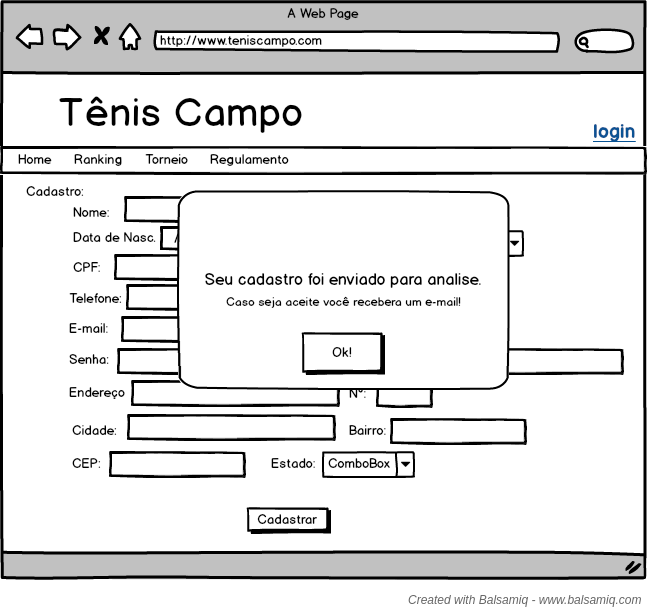 A Web Page
http://www.teniscampo.com
Tênis Campo
login
Home Ranking Torneio Regulamento
Cadastro:
Nome:
Data de Nasc. /
CPF:
Seu cadastro foi enviado para analise.
Telefone:
Caso seja aceite você recebera um e-mail!
E-mail:
Ok!
Senha:
Endereço Nº:
Cidade: Bairro:
CEP: Estado: ComboBox
Cadastrar
Created with Balsamiq - www.balsamiq.com